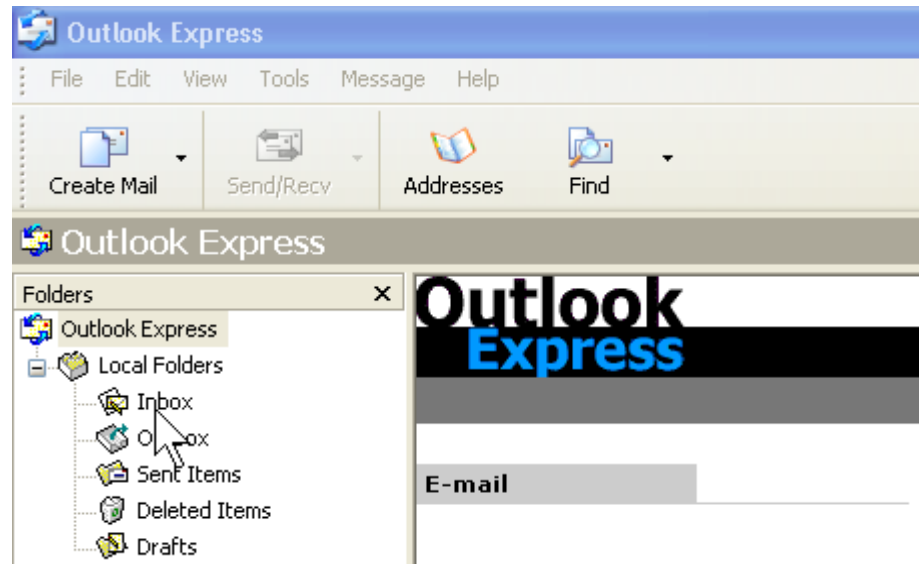 Outlook Express
File Edit View Tools Message Help
Create Mail Send/Recv Addresses Find
Outlook Express
Folders
Outlook Express
Local Folders
Inbox
Sent Items
Deleted Items
Drafts
Outlook
Express
E-mail